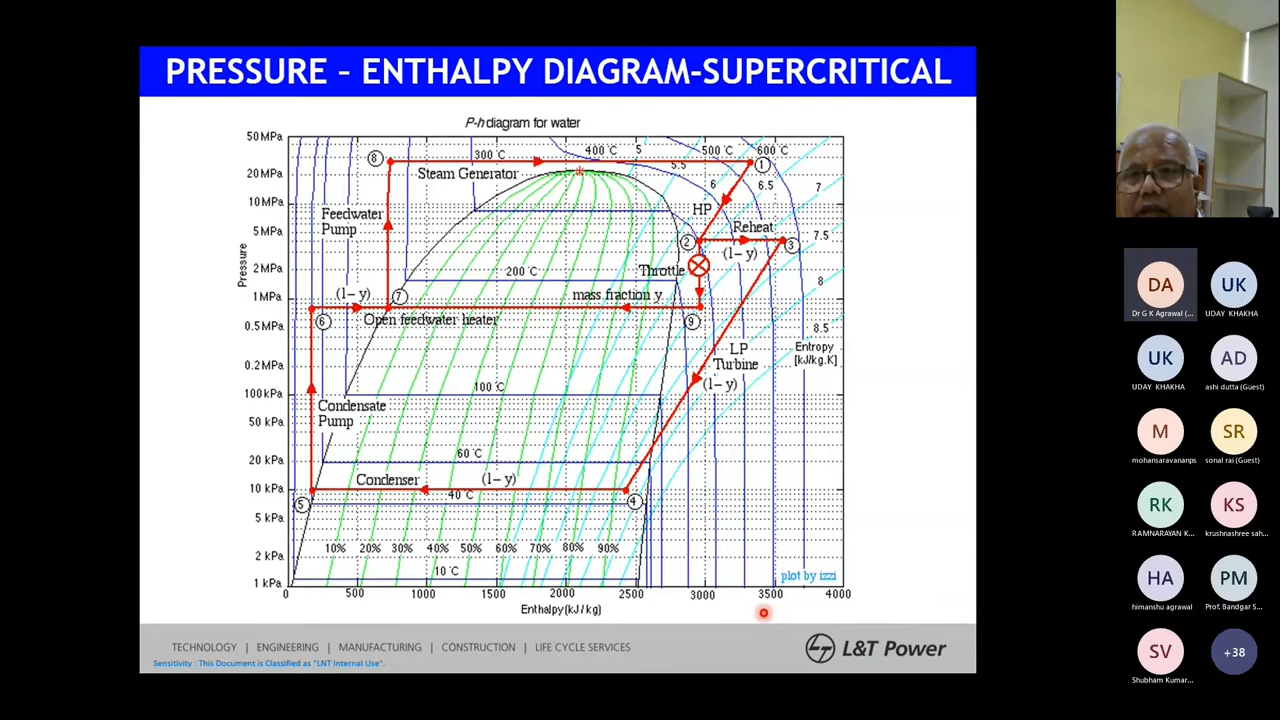 PRESSURE – ENTHALPY DIAGRAM-SUPERCRITICAL
P-h diagram for water
50 MPa
20 MPa
10 MPa
5 MPa
2 MPa
1 MPa
0.5 MPa
0.2 MPa
100 kPa
50 kPa
20 kPa
10 kPa
5 kPa
2 kPa
1 kPa
Pressure
8
300°C
400°C
5
500°C
600°C
5.5
1
Steam Generator
6
6.5
7
HP
Feedwater
Pump
Reheat
2
3
7.5
(1– y)
Throttle
200°C
8
(1– y)
7
mass fraction y
6
Open feedwater heater
9
8.5
LP
Turbine
(1– y)
Entropy
[kJ/kg.K]
100°C
Condensate
Pump
60°C
Condenser
(1– y)
40°C
5
4
10%
20%
30%
40%
50%
60%
70%
80%
90%
10°C
plot by izzi
0
500
1000
1500
2000
2500
3000
3500
4000
Enthalpy(kJ/kg)
TECHNOLOGY | ENGINEERING | MANUFACTURING | CONSTRUCTION | LIFE CYCLE SERVICES
Sensitivity : This Document is Classified as "LNT Internal Use".
L&T Power
DA
Dr G K Agrawal (...
UK
UDAY KHAKHA
UK
UDAY KHAKHA
AD
ashi dutta (Guest)
M
mohansaravananps
SR
sonal rai (Guest)
RK
RAMNARAYAN K...
KS
krushnashree sah...
HA
himanshu agrawal
PM
Prof. Bandgar S...
SV
Shubham Kumar...
+38